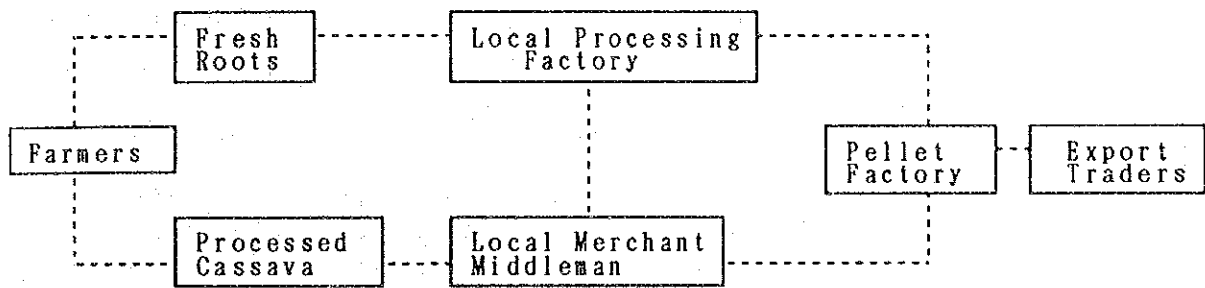 Fresh
Roots
Local Processing
Factory
Farmers
Pellet
Factory
Export
Traders
Processed
Cassava
Local Merchant
Middleman